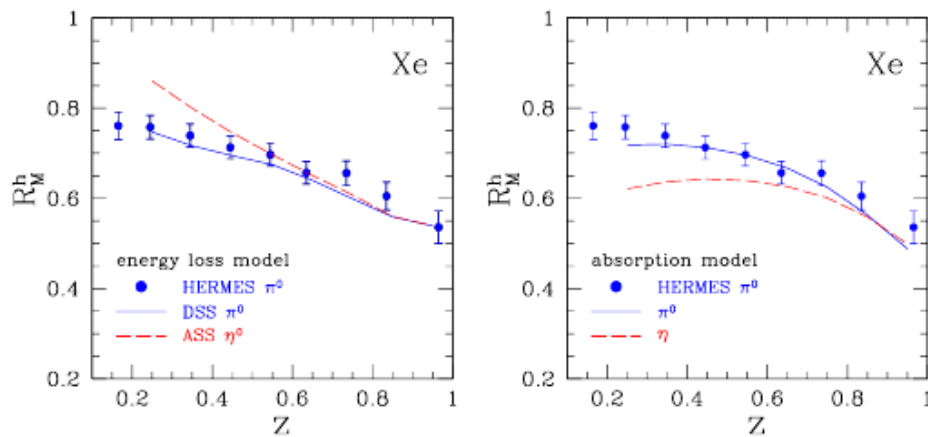 1
0.8
0.6
0.4
0.2
R_M^h
Xe
energy loss model
HERMES π⁰
DSS π⁰
ASS η⁰
0.2 0.4 0.6 0.8 1
Z
1
0.8
0.6
0.4
0.2
R_M^h
Xe
absorption model
HERMES π⁰
π⁰
η
0.2 0.4 0.6 0.8 1
Z